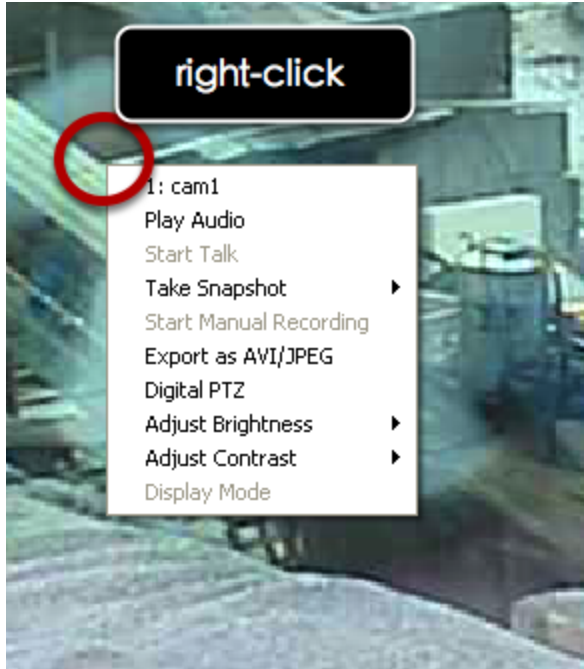 right-click
1: cam1
Play Audio
Start Talk
Take Snapshot
Start Manual Recording
Export as AVI/JPEG
Digital PTZ
Adjust Brightness
Adjust Contrast
Display Mode